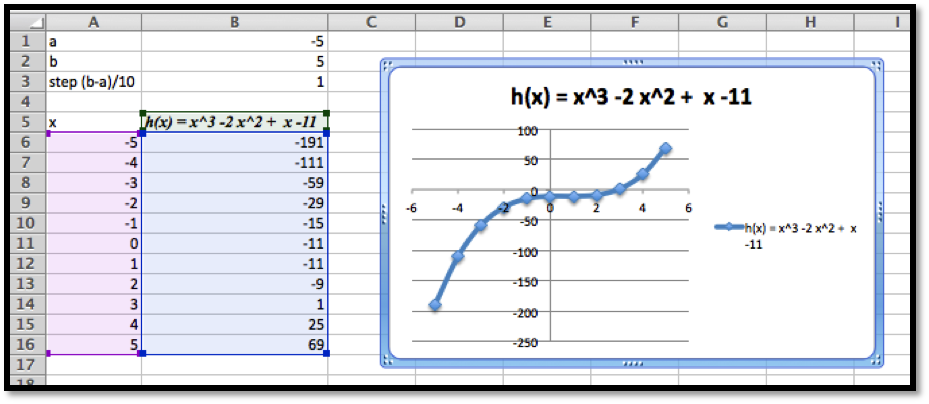 A B C D E F G H I
1 a -5
2 b 5
3 step (b-a)/10 1
4
5 x h(x) = x^3 -2 x^2 + x -11
6 -5 -191
7 -4 -111
8 -3 -59
9 -2 -29
10 -1 -15
11 0 -11
12 1 -11
13 2 -9
14 3 1
15 4 25
16 5 69
17
18
h(x) = x^3 -2 x^2 + x -11
100
50
0
-6 -4 -2 0 2 4 6
-50
-100
-150
-200
-250
h(x) = x^3 -2 x^2 + x
-11